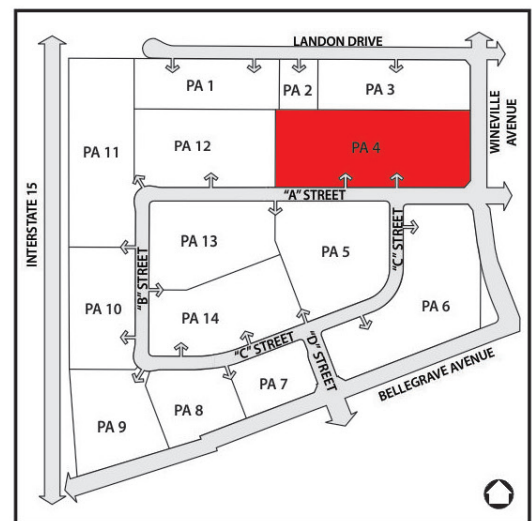 LANDON DRIVE
PA 1
PA 2
PA 3
WINEVILLE
AVENUE
PA 11
PA 12
PA 4
INTERSTATE 15
"A" STREET
PA 13
PA 5
"C" STREET
"B" STREET
PA 10
PA 14
PA 6
"C" STREET
"D" STREET
PA 7
BELLEGRAVE AVENUE
PA 8
PA 9